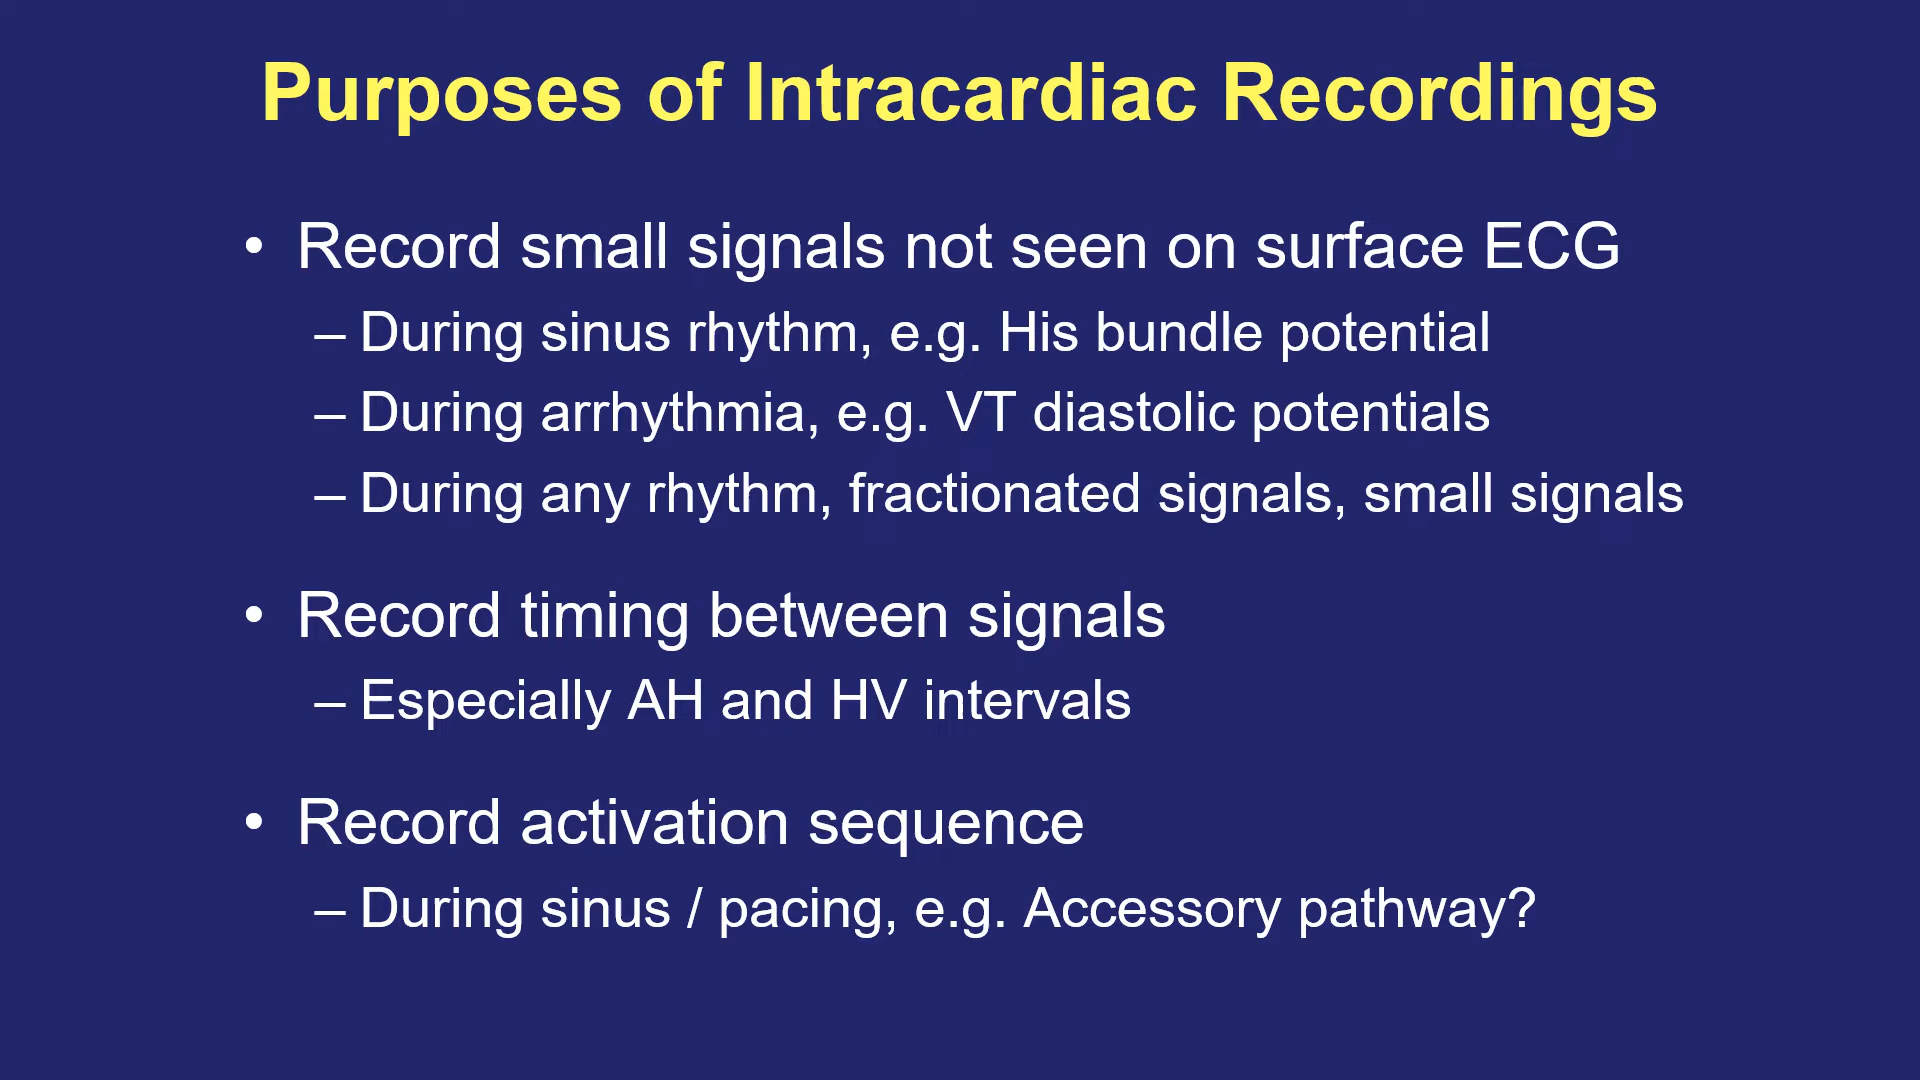 Purposes of Intracardiac Recordings
• Record small signals not seen on surface ECG
– During sinus rhythm, e.g. His bundle potential
– During arrhythmia, e.g. VT diastolic potentials
– During any rhythm, fractionated signals, small signals
• Record timing between signals
– Especially AH and HV intervals
• Record activation sequence
– During sinus / pacing, e.g. Accessory pathway?